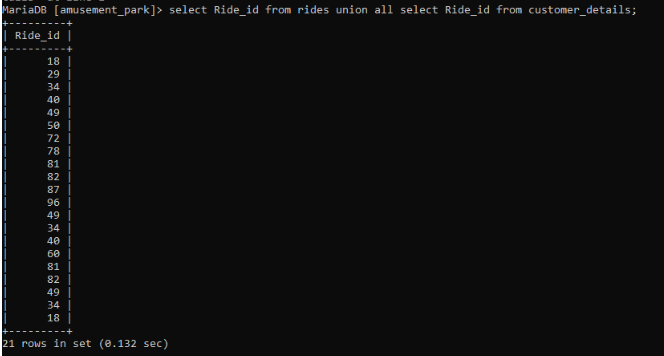 MariaDB [amusement_park]> select Ride_id from rides union all select Ride_id from customer_details;
+---------+
| Ride_id |
+---------+
|      18 |
|      29 |
|      34 |
|      40 |
|      49 |
|      50 |
|      72 |
|      78 |
|      81 |
|      82 |
|      87 |
|      96 |
|      49 |
|      34 |
|      40 |
|      60 |
|      81 |
|      82 |
|      49 |
|      34 |
|      18 |
+---------+
21 rows in set (0.132 sec)